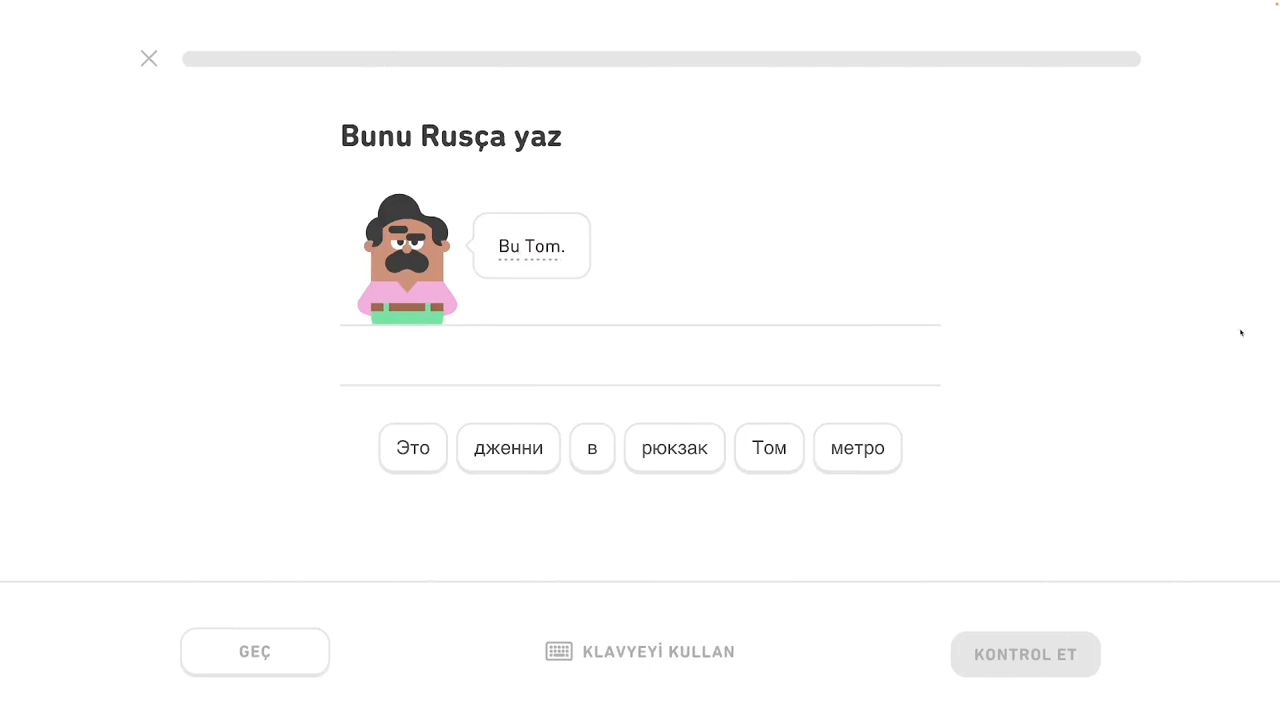 Bunu Rusça yaz
Bu Tom.
Это дженни в рюкзак Том метро
GEÇ KLAVYEYİ KULLAN KONTROL ET